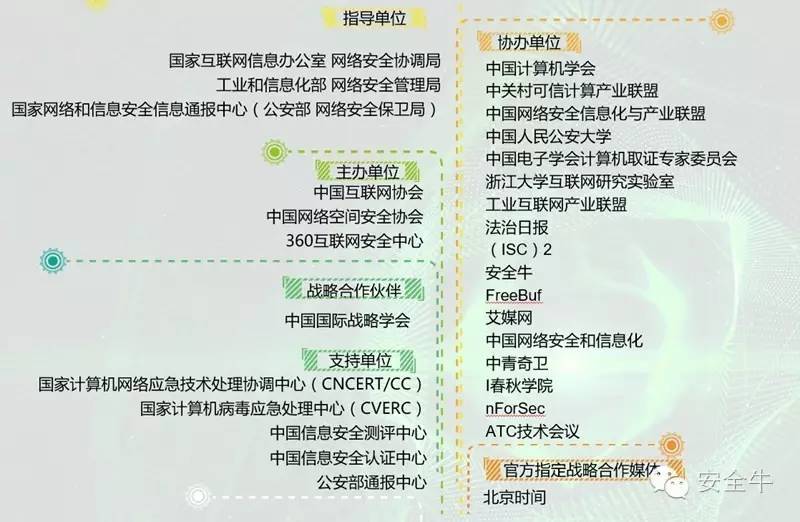 指导单位
国家互联网信息办公室 网络安全协调局
工业和信息化部 网络安全管理局
国家网络和信息安全信息通报中心（公安部 网络安全保卫局）
主办单位
中国互联网协会
中国网络空间安全协会
360互联网安全中心
战略合作伙伴
中国国际战略学会
支持单位
国家计算机网络应急技术处理协调中心（CNCERT/CC）
国家计算机病毒应急处理中心（CVERC）
中国信息安全测评中心
中国信息安全认证中心
公安部通报中心
协办单位
中国计算机学会
中关村可信计算产业联盟
中国网络安全信息化与产业联盟
中国人民公安大学
中国电子学会计算机取证专家委员会
浙江大学互联网研究实验室
工业互联网产业联盟
法治日报
（ISC）2
安全牛
FreeBuf
艾媒网
中国网络安全和信息化
中青奇卫
I春秋学院
nForSec
ATC技术会议
官方指定战略合作媒体
北京时间
安全牛